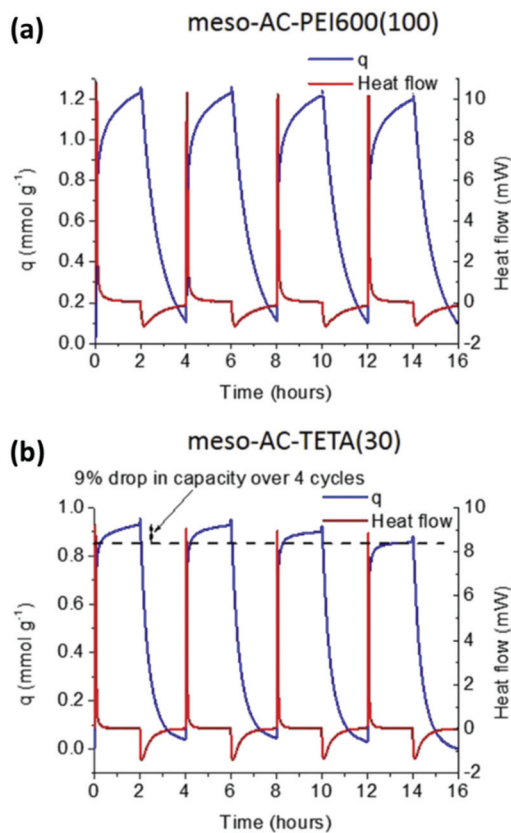 (a)
meso-AC-PEI600(100)
q
Heat flow
1.2
1.0
0.8
0.6
0.4
0.2
0.0
q (mmol g⁻¹)
10
8
6
4
2
0
-2
Heat flow (mW)
0 2 4 6 8 10 12 14 16
Time (hours)
(b)
meso-AC-TETA(30)
9% drop in capacity over 4 cycles
q
Heat flow
1.0
0.8
0.6
0.4
0.2
0.0
q (mmol g⁻¹)
10
8
6
4
2
0
-2
Heat flow (mW)
0 2 4 6 8 10 12 14 16
Time (hours)